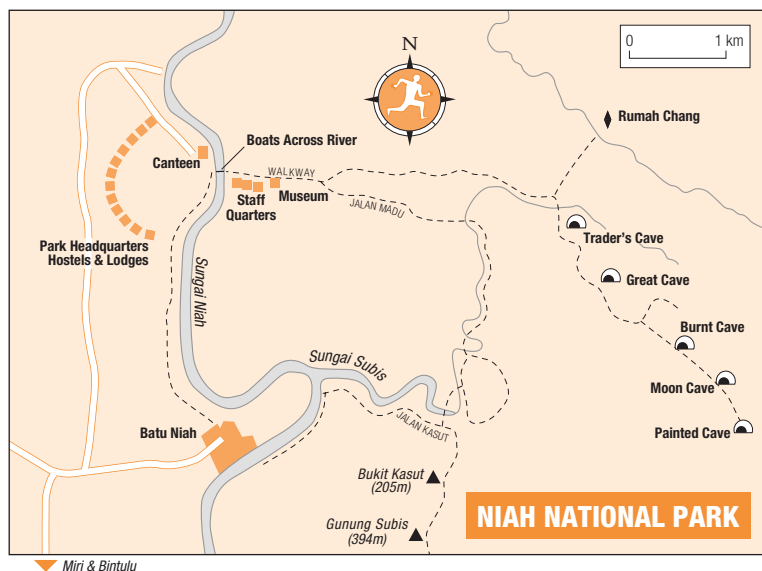 N
0 1 km
Rumah Chang
Boats Across River
Canteen
WALKWAY
Staff
Quarters
Museum
JALAN MADU
Park Headquarters
Hostels & Lodges
Trader's Cave
Great Cave
Sungai Niah
Burnt Cave
Sungai Subis
Moon Cave
Painted Cave
JALAN KASUT
Batu Niah
Bukit Kasut
(205m)
Gunung Subis
(394m)
NIAH NATIONAL PARK
Miri & Bintulu